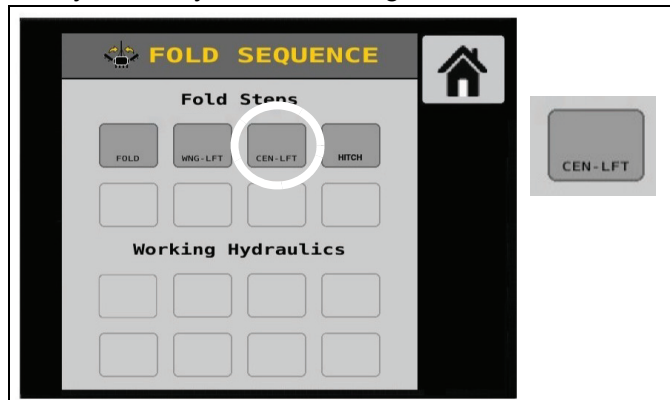 FOLD SEQUENCE
Fold Steps
FOLD WNG-LFT CEN-LFT HITCH
CEN-LFT
Working Hydraulics